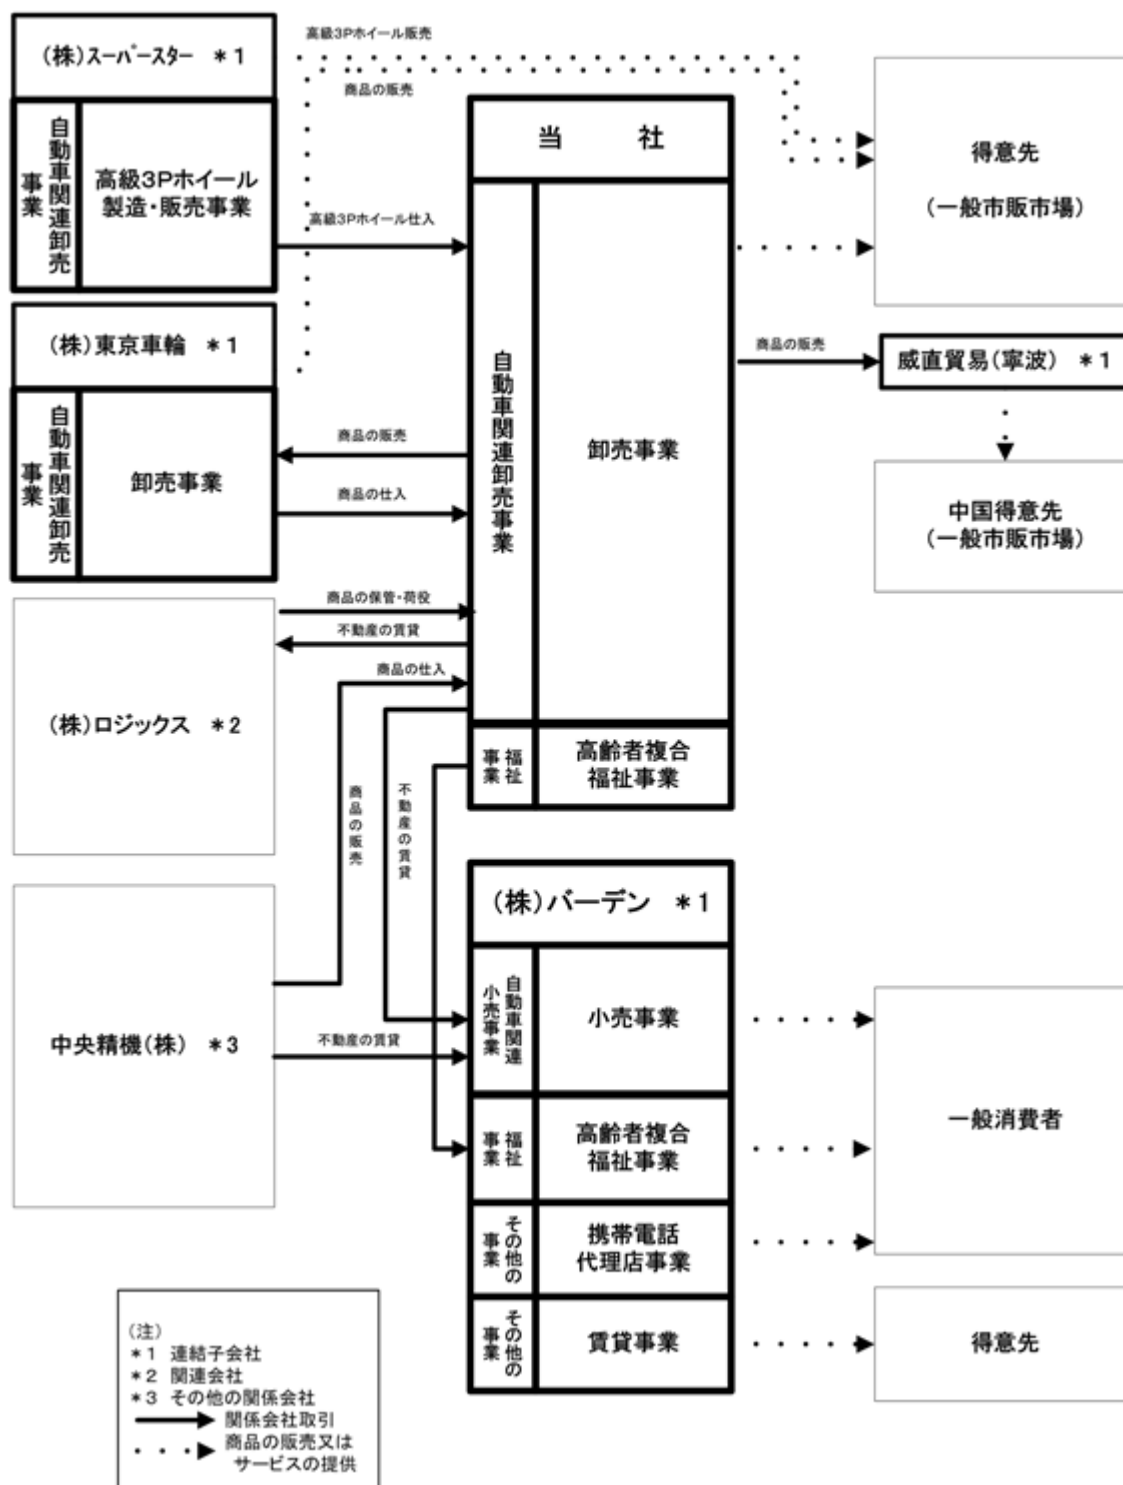 (株)スーパースター ＊1
自動車関連卸売
事業
高級3Pホイール
製造・販売事業
高級3Pホイール販売
商品の販売
高級3Pホイール仕入
(株)東京車輪 ＊1
自動車関連卸売
事業
卸売事業
商品の販売
商品の仕入
(株)ロジックス ＊2
商品の保管・荷役
不動産の賃貸
商品の仕入
商品の販売
不動産の賃貸
中央精機(株) ＊3
不動産の賃貸
当 社
自動車関連卸売事業
卸売事業
福祉
事業
高齢者複合
福祉事業
(株)バーデン ＊1
自動車関連
小売事業
小売事業
福祉
事業
高齢者複合
福祉事業
その他の
事業
携帯電話
代理店事業
その他の
事業
賃貸事業
得意先
(一般市販市場)
商品の販売
威直貿易(寧波) ＊1
中国得意先
(一般市販市場)
一般消費者
得意先
(注)
＊1 連結子会社
＊2 関連会社
＊3 その他の関係会社
関係会社取引
商品の販売又は
サービスの提供